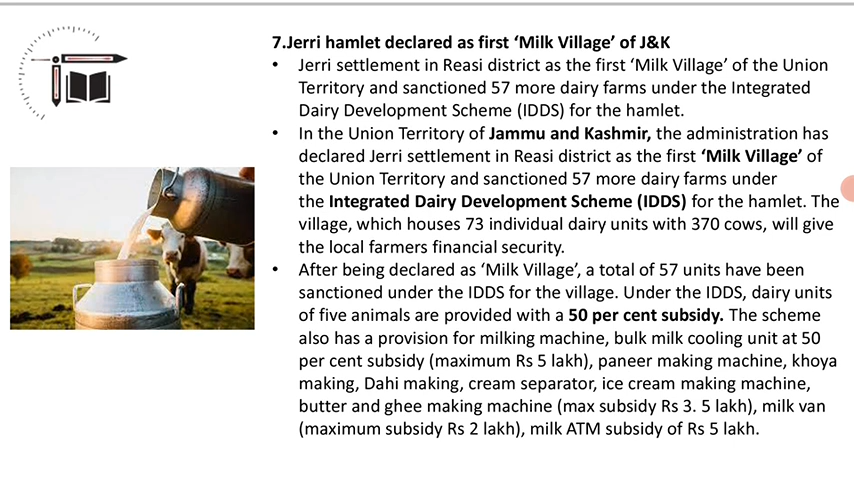 7.Jerri hamlet declared as first ‘Milk Village’ of J&K
• Jerri settlement in Reasi district as the first ‘Milk Village’ of the Union
Territory and sanctioned 57 more dairy farms under the Integrated
Dairy Development Scheme (IDDS) for the hamlet.
• In the Union Territory of Jammu and Kashmir, the administration has
declared Jerri settlement in Reasi district as the first ‘Milk Village’ of
the Union Territory and sanctioned 57 more dairy farms under
the Integrated Dairy Development Scheme (IDDS) for the hamlet. The
village, which houses 73 individual dairy units with 370 cows, will give
the local farmers financial security.
• After being declared as ‘Milk Village’, a total of 57 units have been
sanctioned under the IDDS for the village. Under the IDDS, dairy units
of five animals are provided with a 50 per cent subsidy. The scheme
also has a provision for milking machine, bulk milk cooling unit at 50
per cent subsidy (maximum Rs 5 lakh), paneer making machine, khoya
making, Dahi making, cream separator, ice cream making machine,
butter and ghee making machine (max subsidy Rs 3. 5 lakh), milk van
(maximum subsidy Rs 2 lakh), milk ATM subsidy of Rs 5 lakh.